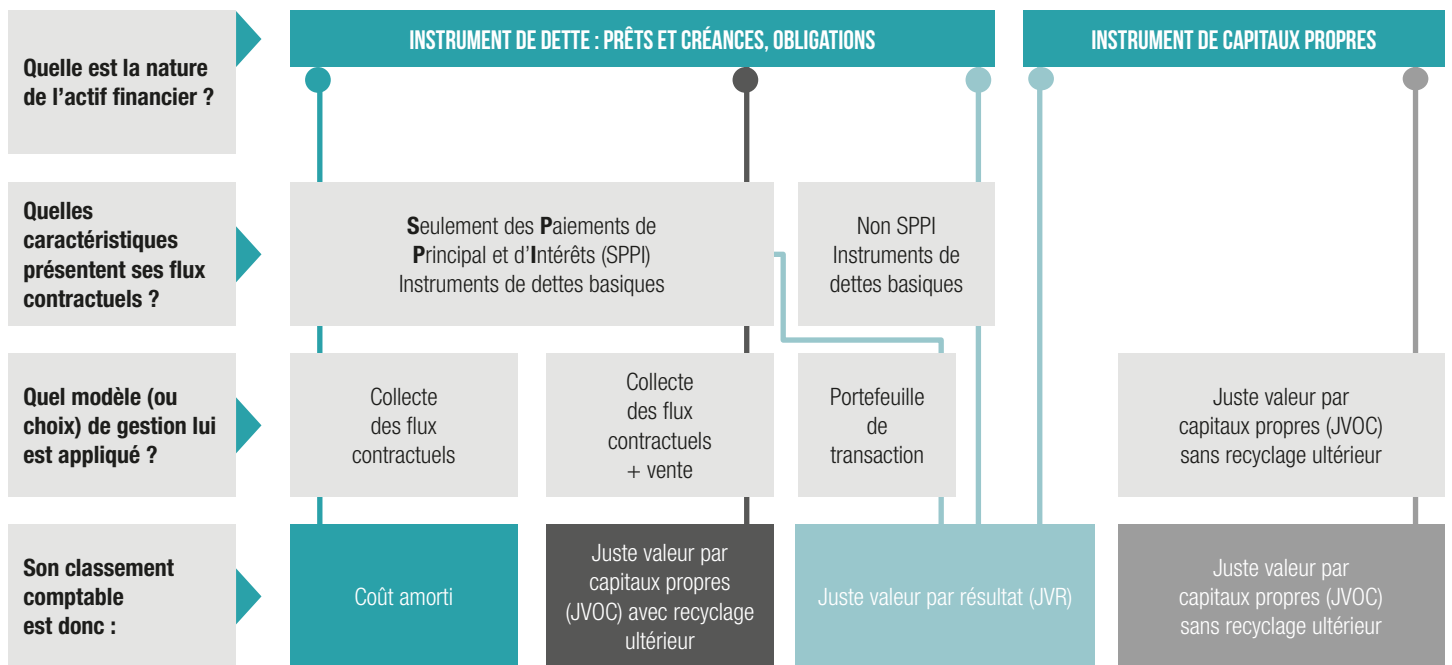 Quelle est la nature
de l’actif financier ?
INSTRUMENT DE DETTE : PRÊTS ET CRÉANCES, OBLIGATIONS
INSTRUMENT DE CAPITAUX PROPRES
Quelles
caractéristiques
présentent ses flux
contractuels ?
Seulement des Paiements de
Principal et d’Intérêts (SPPI)
Instruments de dettes basiques
Non SPPI
Instruments de
dettes basiques
Quel modèle (ou
choix) de gestion lui
est appliqué ?
Collecte
des flux
contractuels
Collecte
des flux
contractuels
+ vente
Portefeuille
de
transaction
Juste valeur par
capitaux propres (JVOC)
sans recyclage ultérieur
Son classement
comptable
est donc :
Coût amorti
Juste valeur par
capitaux propres
(JVOC) avec recyclage
ultérieur
Juste valeur par résultat (JVR)
Juste valeur par
capitaux propres (JVOC)
sans recyclage ultérieur